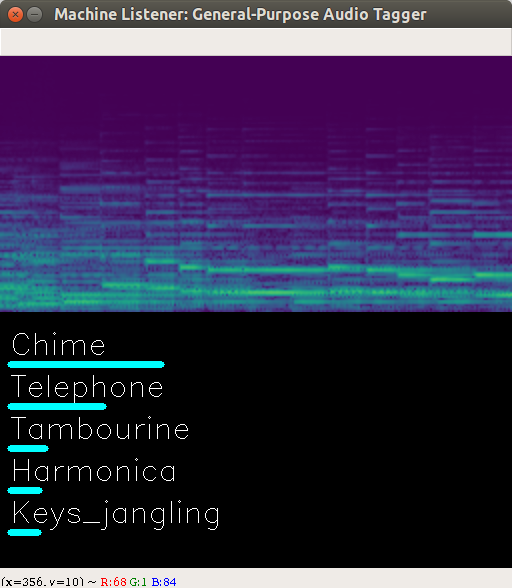 Machine Listener: General-Purpose Audio Tagger
Chime
Telephone
Tambourine
Harmonica
Keys_jangling
(x=356, y=10) ~ R:68 G:1 B:84